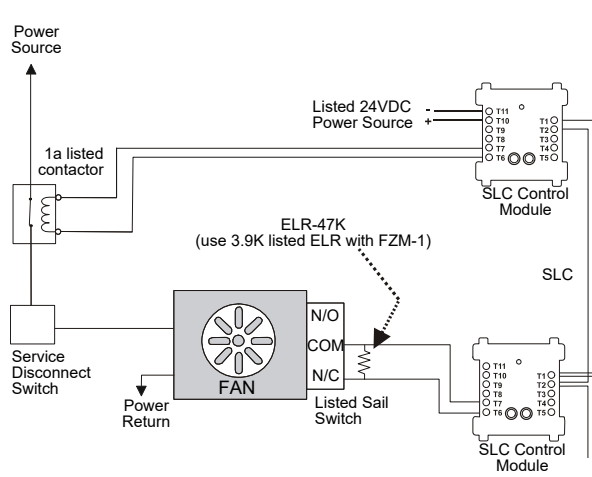 Power
Source
Listed 24VDC
Power Source
-
+
T11
T10
T9
T8
T7
T6
T1
T2
T3
T4
T5
SLC Control
Module
1a listed
contactor
ELR-47K
(use 3.9K listed ELR with FZM-1)
SLC
N/O
COM
N/C
FAN
Listed Sail
Switch
Service
Disconnect
Switch
Power
Return
T11
T10
T9
T8
T7
T6
T1
T2
T3
T4
T5
SLC Control
Module